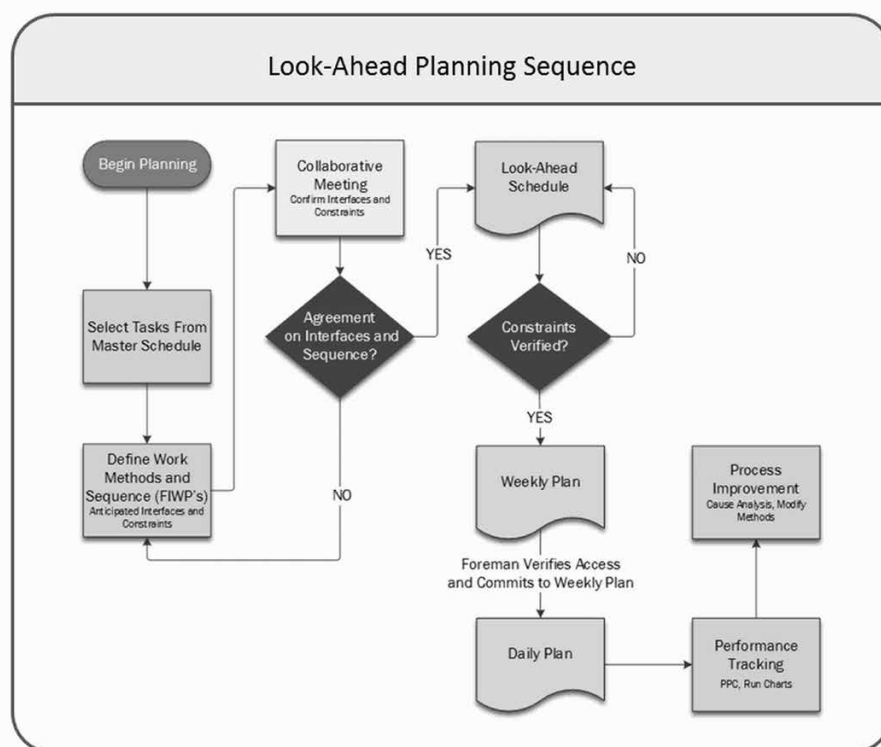 Look-Ahead Planning Sequence
Begin Planning
Select Tasks From
Master Schedule
Define Work
Methods and
Sequence (FIWP's)
Anticipated Interfaces and
Constraints
Collaborative
Meeting
Confirm Interfaces and
Constraints
Agreement
on Interfaces and
Sequence?
YES
NO
Look-Ahead
Schedule
Constraints
Verified?
NO
YES
Weekly Plan
Foreman Verifies Access
and Commits to Weekly Plan
Daily Plan
Performance
Tracking
PPC, Run Charts
Process
Improvement
Cause Analysis, Modify
Methods